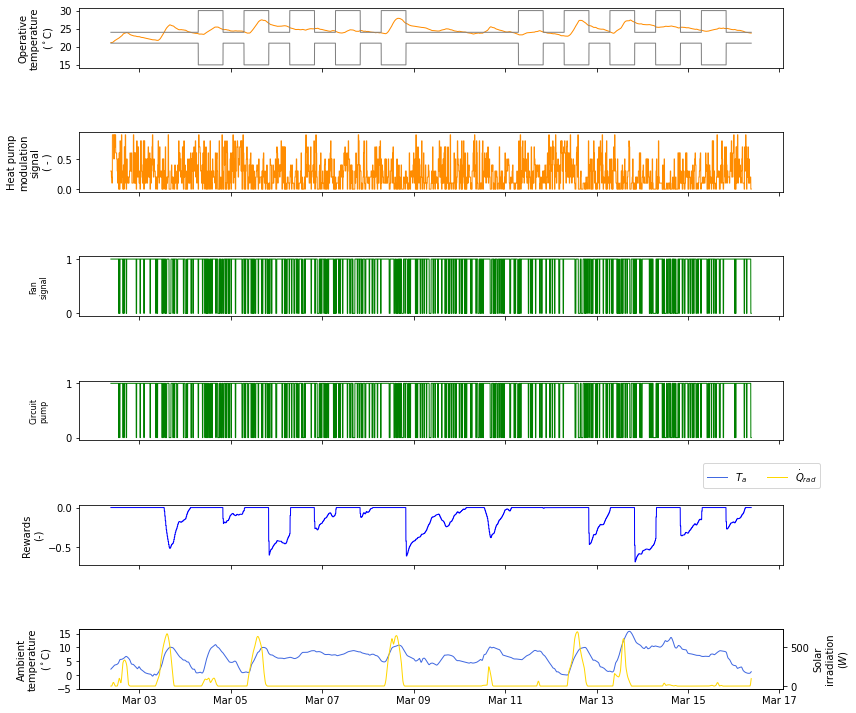 Operative
temperature
(°C)
30
25
20
15
Heat pump
modulation
signal
( - )
0.5
0.0
Fan
signal
1
0
Circuit
pump
1
0
T_a
Q̇_rad
Rewards
(-)
0.0
−0.5
Ambient
temperature
(°C)
15
10
5
0
−5
500
0
Solar
irradiation
(W)
Mar 03
Mar 05
Mar 07
Mar 09
Mar 11
Mar 13
Mar 15
Mar 17